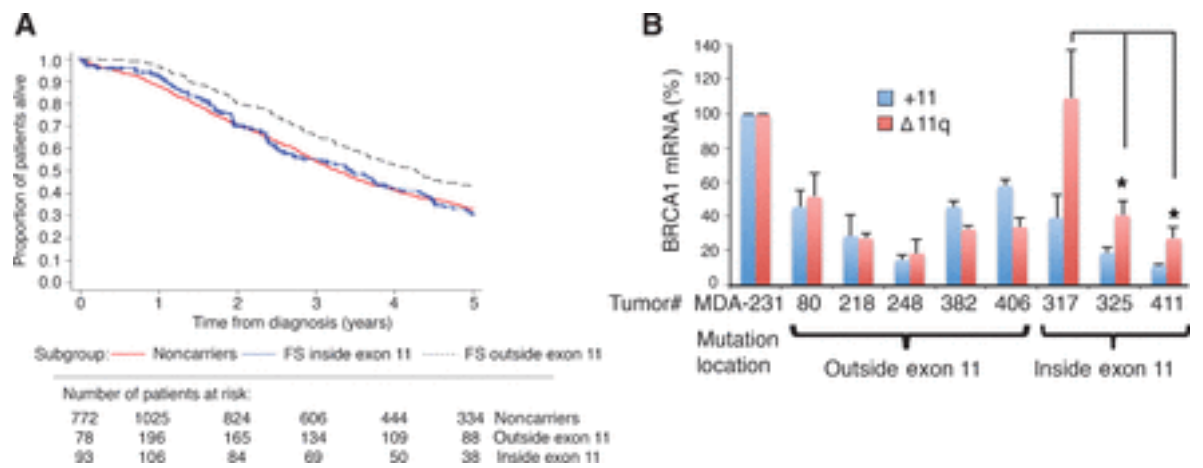 A
Proportion of patients alive
1.0
0.9
0.8
0.7
0.6
0.5
0.4
0.3
0.2
0.1
0.0
0 1 2 3 4 5
Time from diagnosis (years)
Subgroup: Noncarriers FS inside exon 11 FS outside exon 11
Number of patients at risk:
772 1025 824 606 444 334 Noncarriers
78 196 165 134 109 88 Outside exon 11
93 106 84 69 50 38 Inside exon 11
B
BRCA1 mRNA (%)
140
120
100
80
60
40
20
0
+11
Δ11q
★
★
Tumor# MDA-231 80 218 248 382 406 317 325 411
Mutation location
Outside exon 11 Inside exon 11